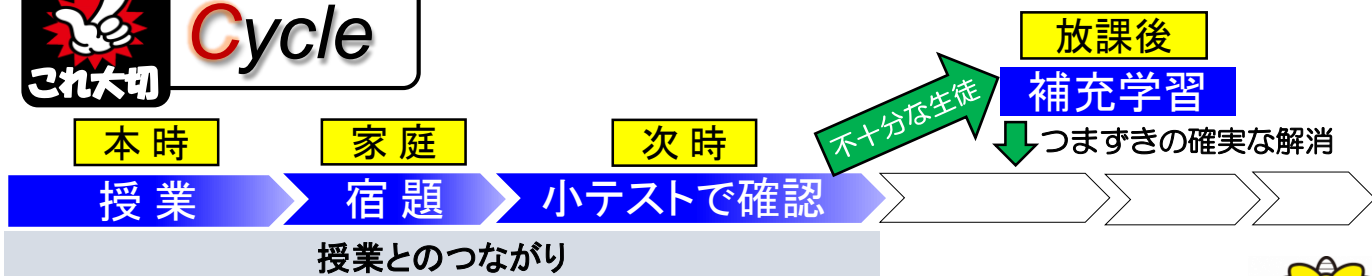 これ大切
Cycle
放課後
補充学習
不十分な生徒
つまずきの確実な解消
本時
家庭
次時
授業
宿題
小テストで確認
授業とのつながり